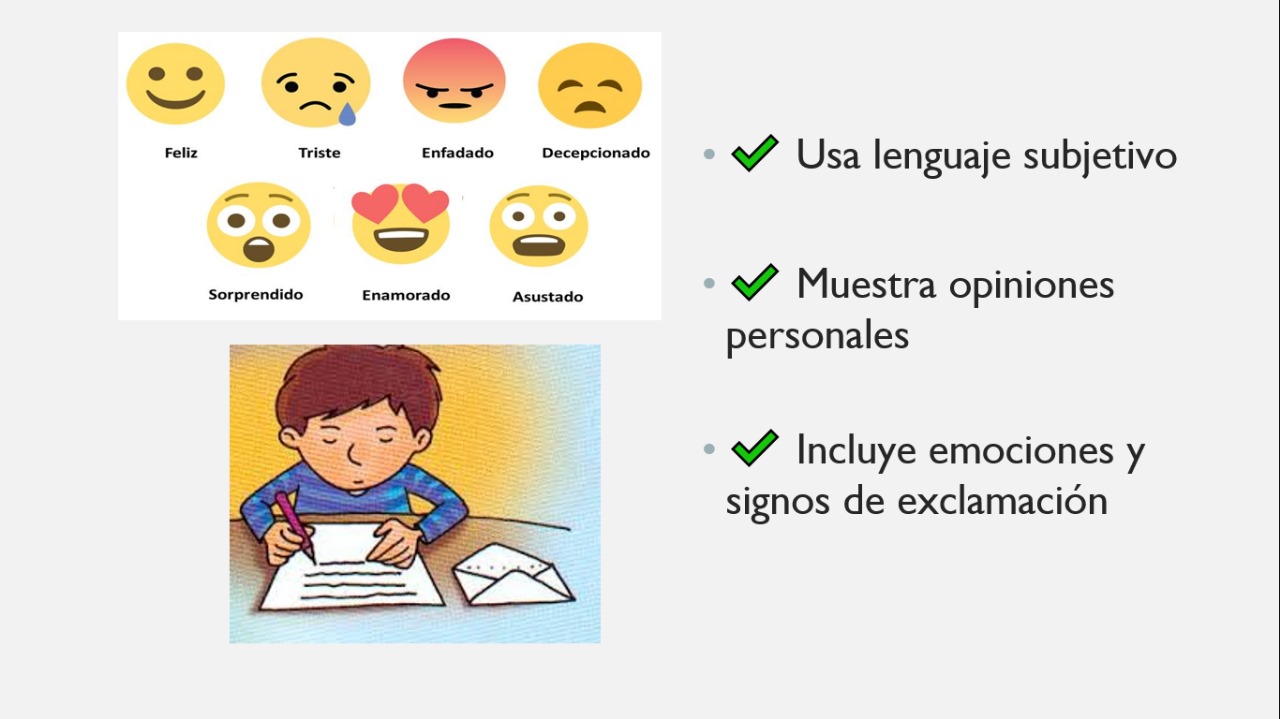 Feliz Triste Enfadado Decepcionado
Sorprendido Enamorado Asustado
• ✔ Usa lenguaje subjetivo
• ✔ Muestra opiniones
personales
• ✔ Incluye emociones y
signos de exclamación